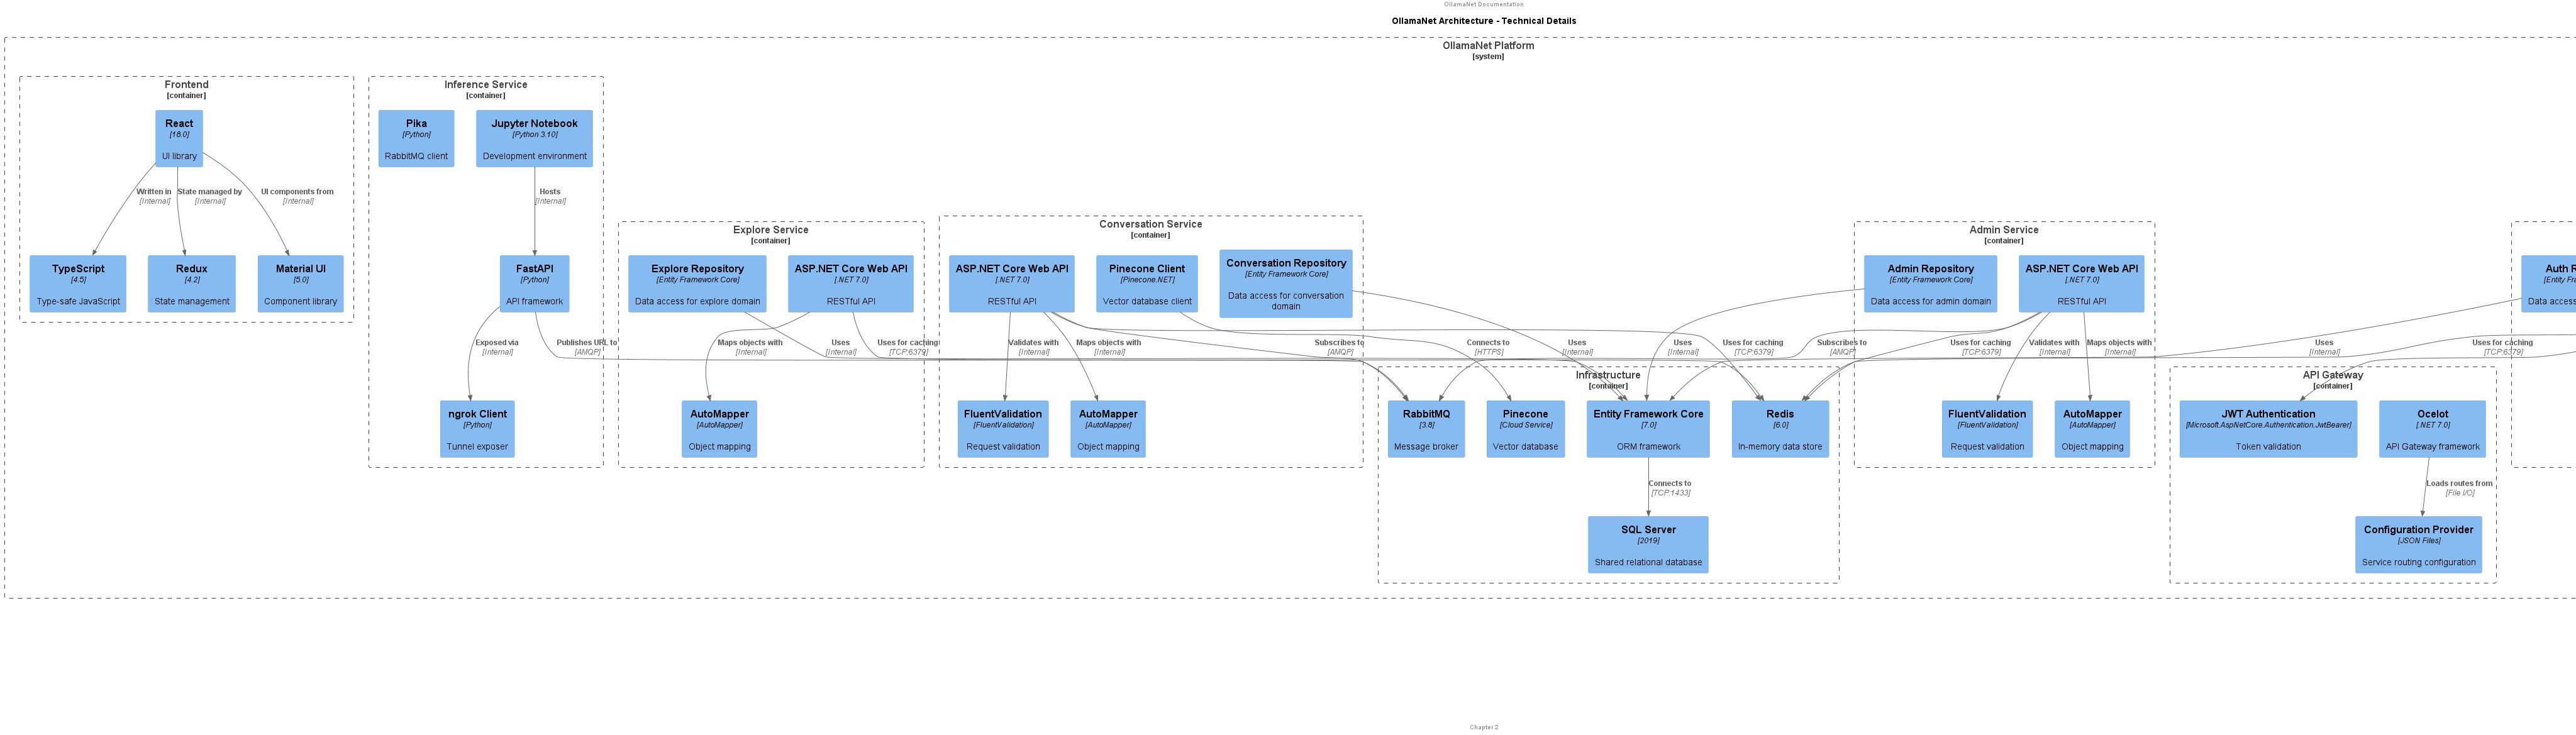 OllamaNet Documentation
OllamaNet Architecture - Technical Details
OllamaNet Platform
[system]
Frontend
[container]
React
[18.0]
UI library
Written in
[Internal]
State managed by
[Internal]
UI components from
[Internal]
TypeScript
[4.5]
Type-safe JavaScript
Redux
[4.2]
State management
Material UI
[5.0]
Component library
Inference Service
[container]
Pika
[Python]
RabbitMQ client
Jupyter Notebook
[Python 3.10]
Development environment
Hosts
[Internal]
FastAPI
[Python]
API framework
Exposed via
[Internal]
Publishes URL to
[AMQP]
ngrok Client
[Python]
Tunnel exposer
Explore Service
[container]
Explore Repository
[Entity Framework Core]
Data access for explore domain
ASP.NET Core Web API
[.NET 7.0]
RESTful API
Maps objects with
[Internal]
Uses
[Internal]
Uses for caching
[TCP:6379]
AutoMapper
[AutoMapper]
Object mapping
Conversation Service
[container]
ASP.NET Core Web API
[.NET 7.0]
RESTful API
Pinecone Client
[Pinecone.NET]
Vector database client
Conversation Repository
[Entity Framework Core]
Data access for conversation
domain
Validates with
[Internal]
Maps objects with
[Internal]
Subscribes to
[AMQP]
FluentValidation
[FluentValidation]
Request validation
AutoMapper
[AutoMapper]
Object mapping
Connects to
[HTTPS]
Uses
[Internal]
Uses
[Internal]
Uses for caching
[TCP:6379]
Subscribes to
[AMQP]
Infrastructure
[container]
RabbitMQ
[3.8]
Message broker
Pinecone
[Cloud Service]
Vector database
Entity Framework Core
[7.0]
ORM framework
Redis
[6.0]
In-memory data store
Connects to
[TCP:1433]
SQL Server
[2019]
Shared relational database
Admin Service
[container]
Admin Repository
[Entity Framework Core]
Data access for admin domain
ASP.NET Core Web API
[.NET 7.0]
RESTful API
Uses for caching
[TCP:6379]
Validates with
[Internal]
Maps objects with
[Internal]
FluentValidation
[FluentValidation]
Request validation
AutoMapper
[AutoMapper]
Object mapping
Uses
[Internal]
Uses for caching
[TCP:6379]
API Gateway
[container]
JWT Authentication
[Microsoft.AspNetCore.Authentication.JwtBearer]
Token validation
Ocelot
[.NET 7.0]
API Gateway framework
Loads routes from
[File I/O]
Configuration Provider
[JSON Files]
Service routing configuration
Auth
[Entity
Data access
Chapter 2